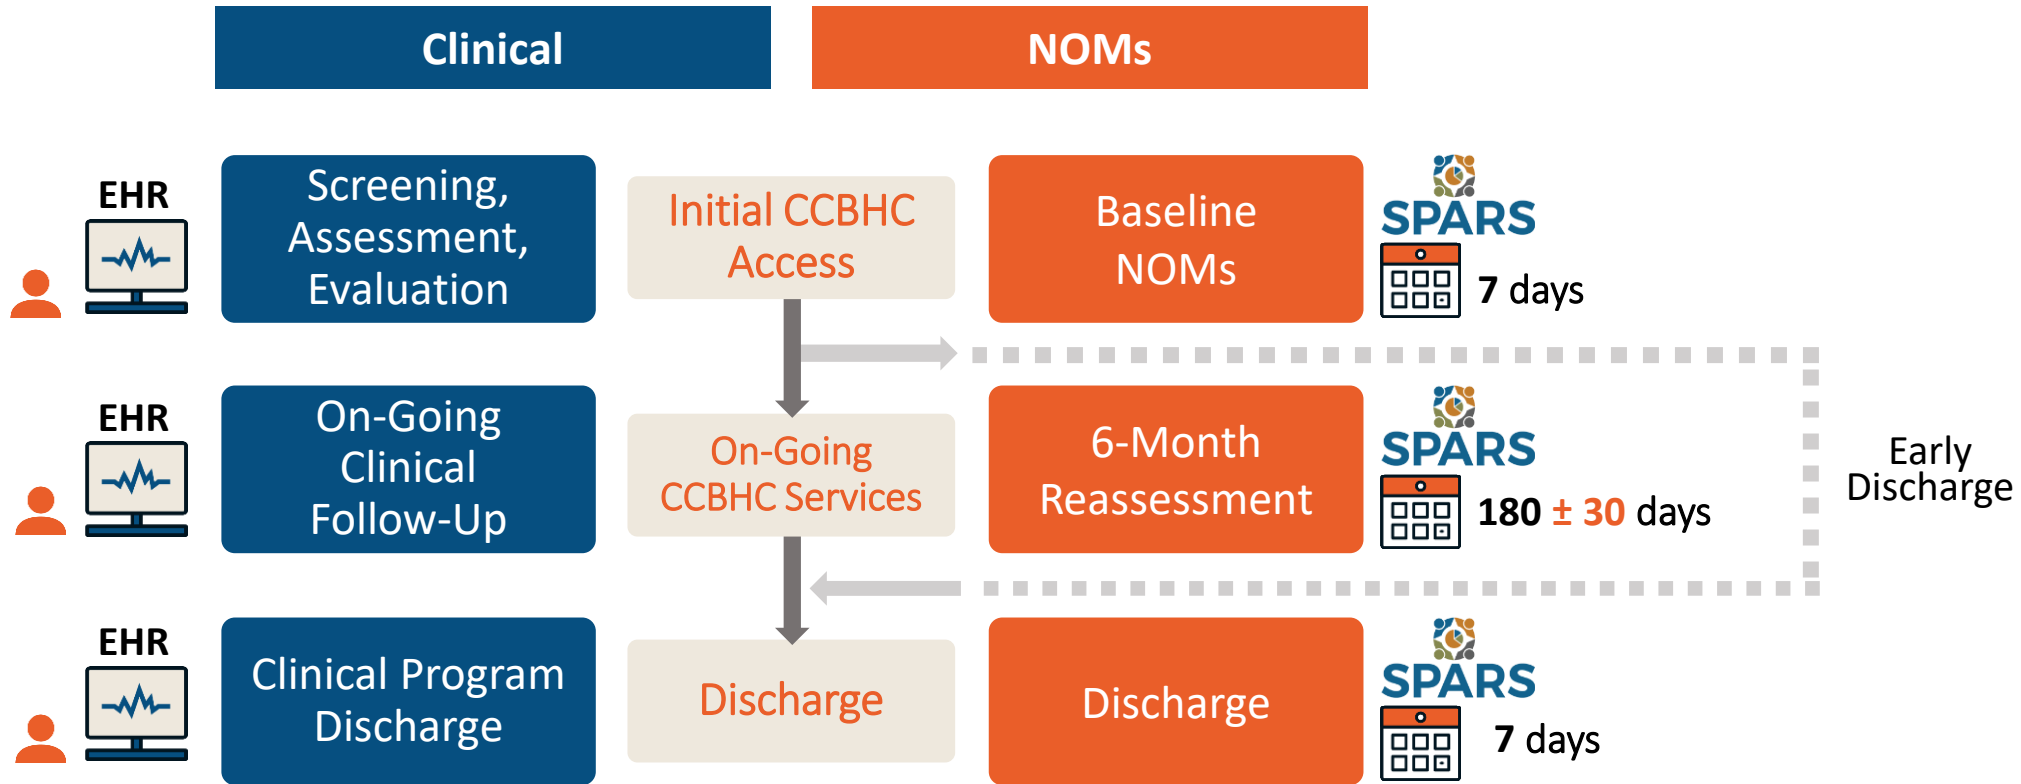 Clinical
NOMs
EHR
Screening,
Assessment,
Evaluation
Initial CCBHC
Access
Baseline
NOMs
SPARS
7 days
EHR
On-Going
Clinical
Follow-Up
On-Going
CCBHC Services
6-Month
Reassessment
SPARS
180 ± 30 days
Early
Discharge
EHR
Clinical Program
Discharge
Discharge
Discharge
SPARS
7 days